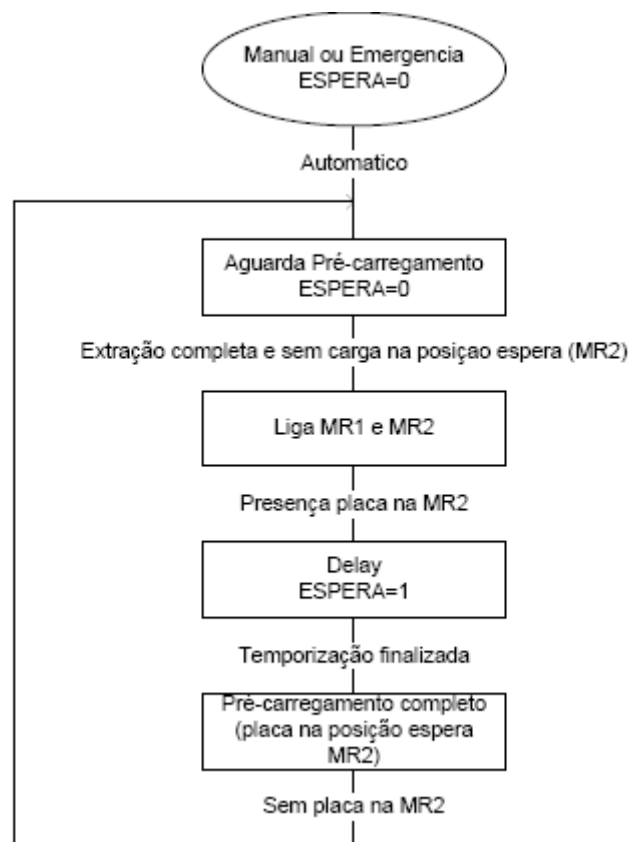 Manual ou Emergencia
ESPERA=0
Automatico
Aguarda Pré-carregamento
ESPERA=0
Extração completa e sem carga na posiçao espera (MR2)
Liga MR1 e MR2
Presença placa na MR2
Delay
ESPERA=1
Temporização finalizada
Pré-carregamento completo
(placa na posição espera
MR2)
Sem placa na MR2